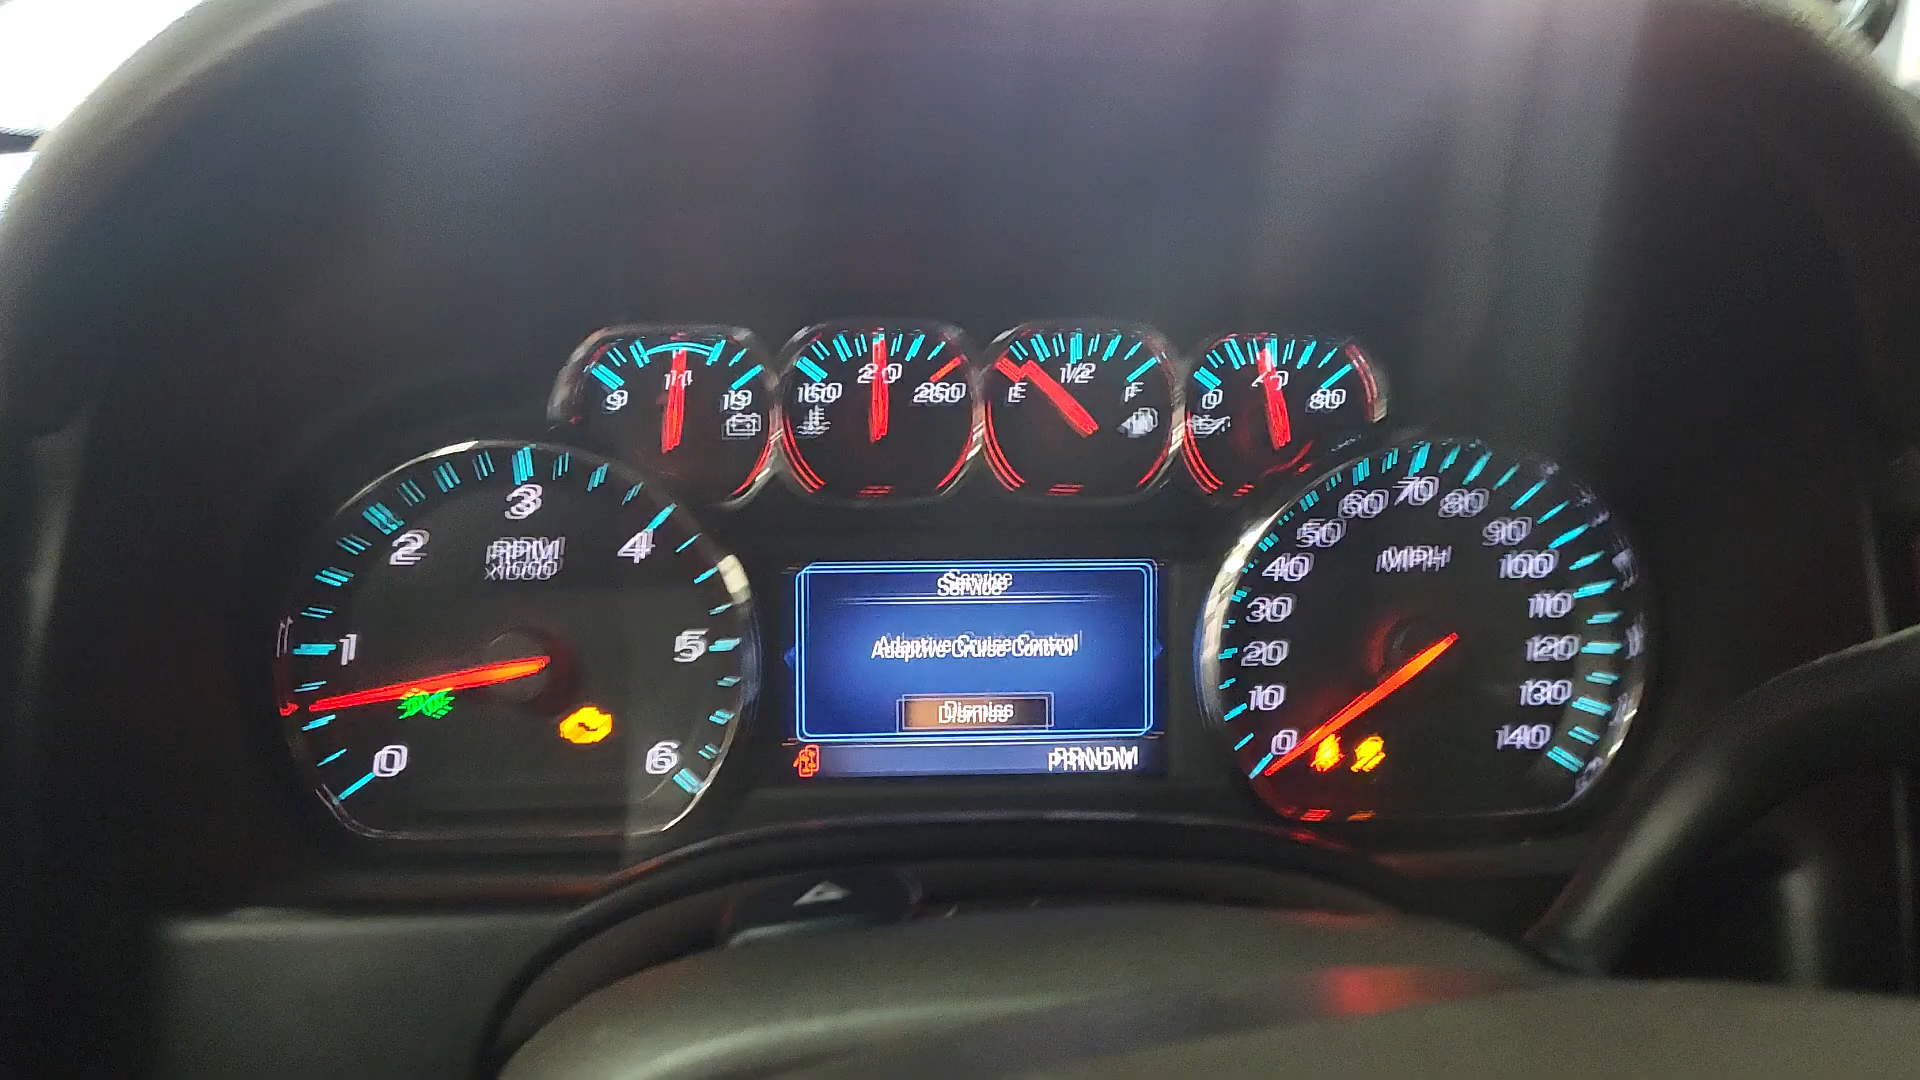 9 14 19
160 210 260
E 1/2 F
0 40 80
0 1 2 3 4 5 6
RPM
x1000
Service
Adaptive Cruise Control
Dismiss
PRNDM
0 10 20 30 40 50 60 70 80 90 100 110 120 130 140
MPH